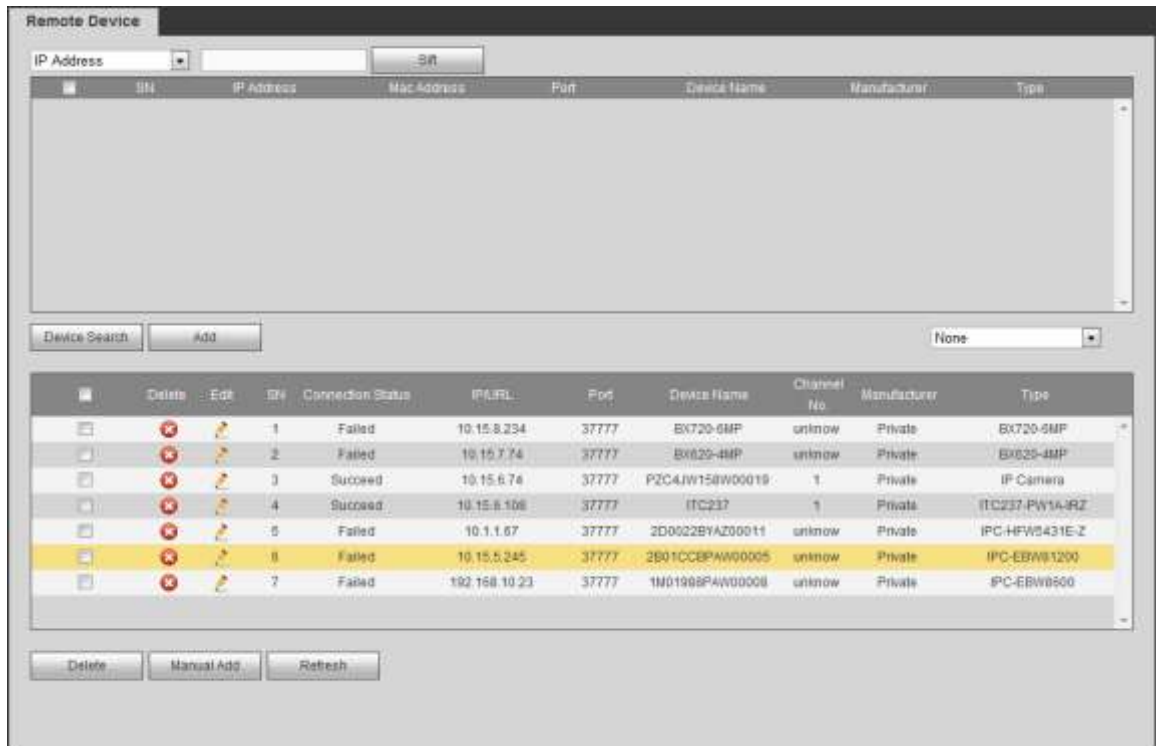 Remote Device
IP Address Sift
SN IP Address Mac Address Port Device Name Manufacturer Type
Device Search Add None
Delete Edit SN Connection Status IP/URL Port Device Name Channel No. Manufacturer Type
1 Failed 10.15.8.234 37777 BX720-6MP unknow Private BX720-6MP
2 Failed 10.15.7.74 37777 BX620-4MP unknow Private BX620-4MP
3 Succeed 10.15.6.74 37777 PZC4JW158W00019 1 Private IP Camera
4 Succeed 10.15.6.108 37777 ITC237 1 Private ITC237-PW1A-IRZ
5 Failed 10.1.1.67 37777 2D0022BYAZ00011 unknow Private IPC-HFW5431E-Z
6 Failed 10.15.5.245 37777 2B01CCBPAW00005 unknow Private IPC-EBW81200
7 Failed 192.168.10.23 37777 1M01998PAW00008 unknow Private IPC-EBW8600
Delete Manual Add Refresh